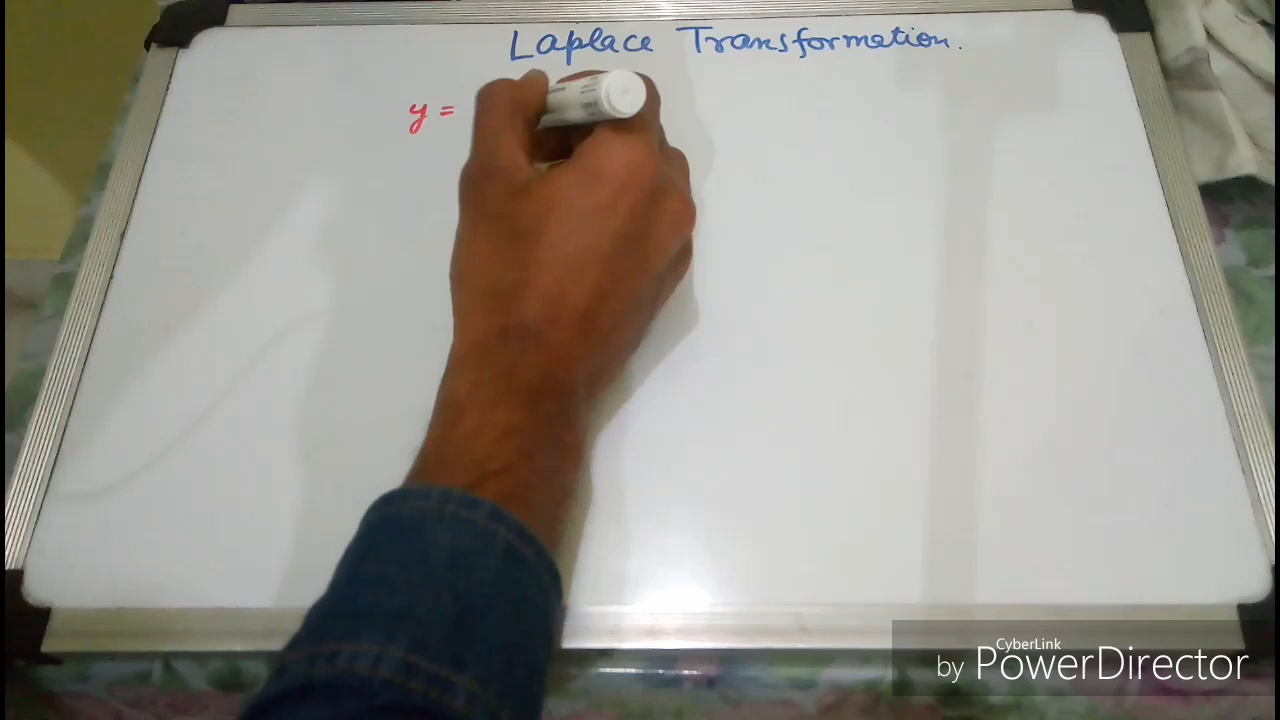 Laplace Transformation.
y =
CyberLink
by PowerDirector